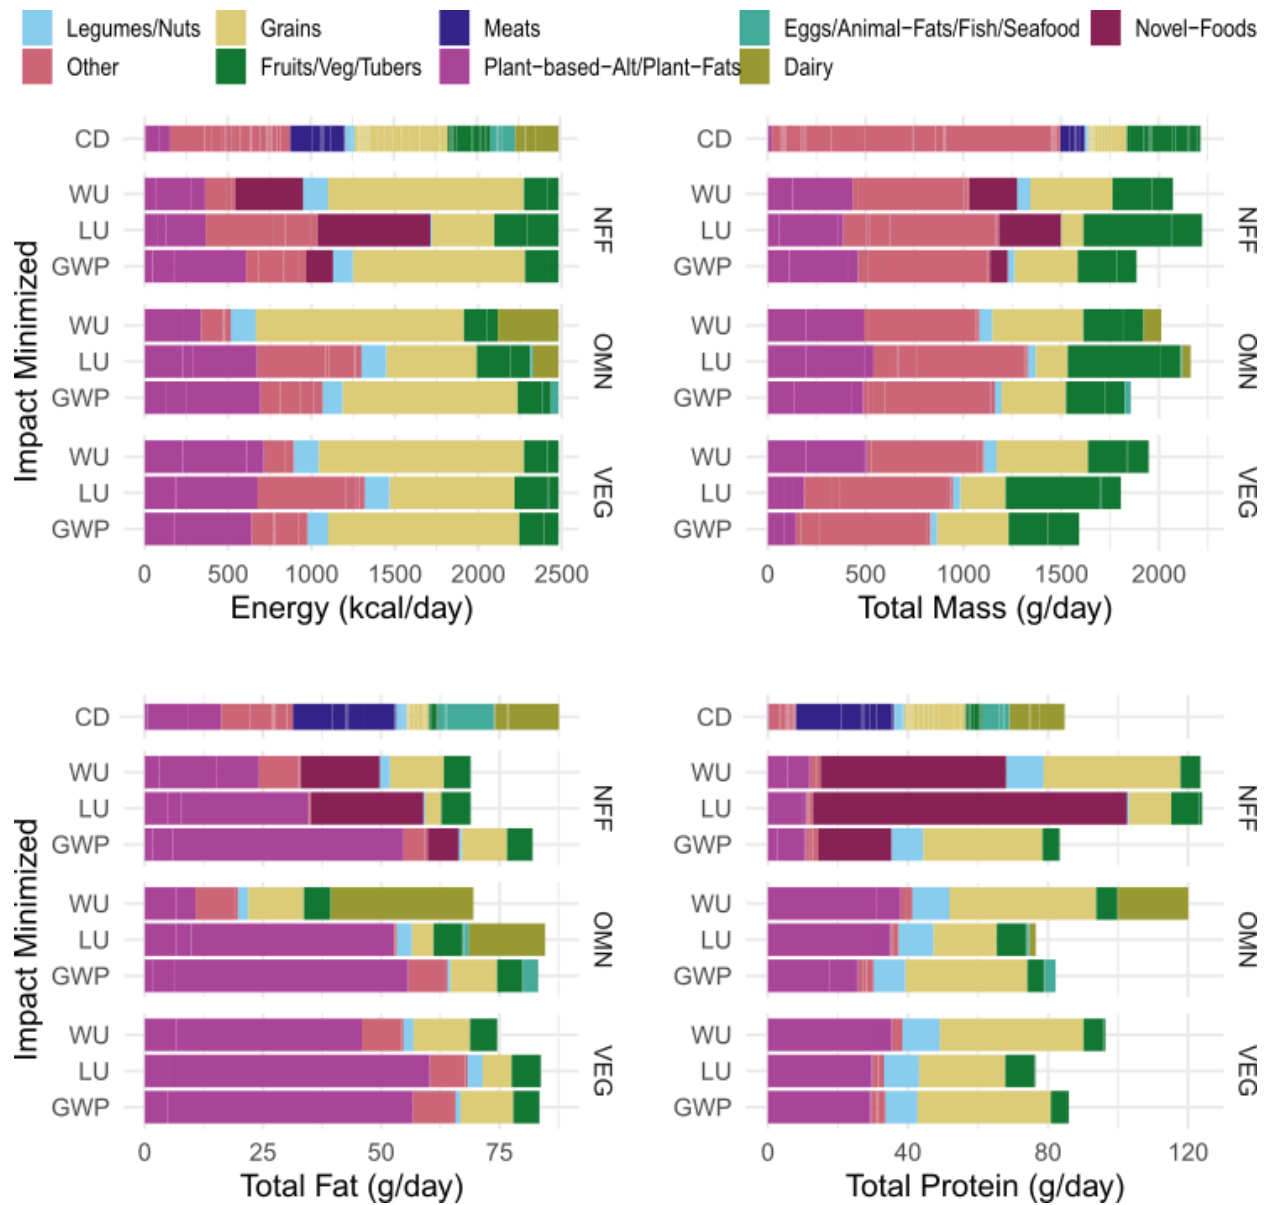 Legumes/Nuts Grains Meats Eggs/Animal−Fats/Fish/Seafood Novel−Foods
Other Fruits/Veg/Tubers Plant−based−Alt/Plant−Fats Dairy
Impact Minimized
CD
WU
LU
GWP
NFF
WU
LU
GWP
OMN
WU
LU
GWP
VEG
0 500 1000 1500 2000 2500
Energy (kcal/day)
CD
WU
LU
GWP
NFF
WU
LU
GWP
OMN
WU
LU
GWP
VEG
0 500 1000 1500 2000
Total Mass (g/day)
Impact Minimized
CD
WU
LU
GWP
NFF
WU
LU
GWP
OMN
WU
LU
GWP
VEG
0 25 50 75
Total Fat (g/day)
CD
WU
LU
GWP
NFF
WU
LU
GWP
OMN
WU
LU
GWP
VEG
0 40 80 120
Total Protein (g/day)